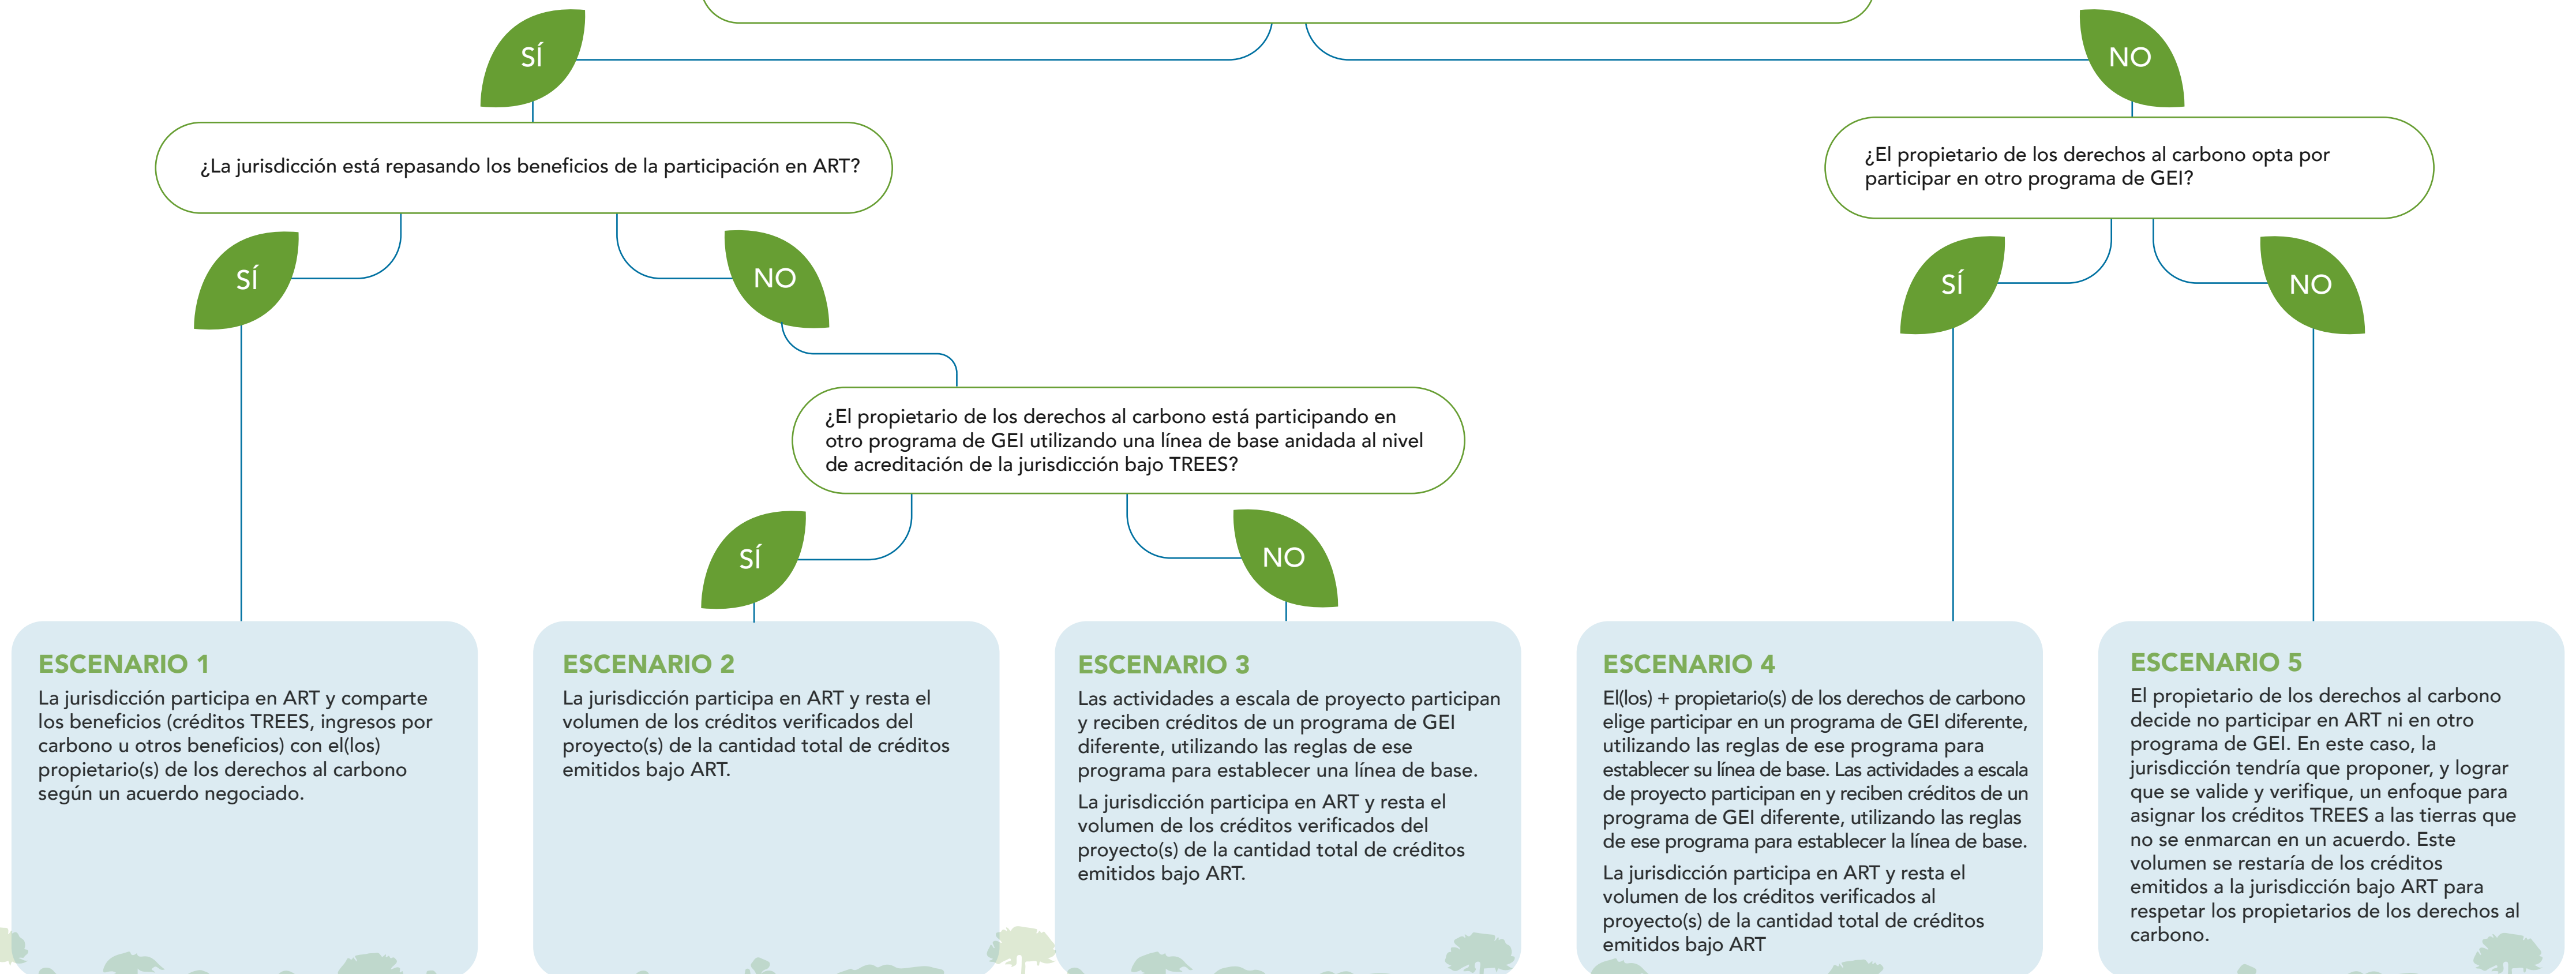 SÍ
NO
¿La jurisdicción está repasando los beneficios de la participación en ART?
¿El propietario de los derechos al carbono opta por
participar en otro programa de GEI?
SÍ
NO
SÍ
NO
¿El propietario de los derechos al carbono está participando en
otro programa de GEI utilizando una línea de base anidada al nivel
de acreditación de la jurisdicción bajo TREES?
SÍ
NO
ESCENARIO 1
La jurisdicción participa en ART y comparte
los beneficios (créditos TREES, ingresos por
carbono u otros beneficios) con el(los)
propietario(s) de los derechos al carbono
según un acuerdo negociado.
ESCENARIO 2
La jurisdicción participa en ART y resta el
volumen de los créditos verificados del
proyecto(s) de la cantidad total de créditos
emitidos bajo ART.
ESCENARIO 3
Las actividades a escala de proyecto participan
y reciben créditos de un programa de GEI
diferente, utilizando las reglas de ese
programa para establecer una línea de base.
La jurisdicción participa en ART y resta el
volumen de los créditos verificados del
proyecto(s) de la cantidad total de créditos
emitidos bajo ART.
ESCENARIO 4
El(los) + propietario(s) de los derechos de carbono
elige participar en un programa de GEI diferente,
utilizando las reglas de ese programa para
establecer su línea de base. Las actividades a escala
de proyecto participan en y reciben créditos de un
programa de GEI diferente, utilizando las reglas
de ese programa para establecer la línea de base.
La jurisdicción participa en ART y resta el
volumen de los créditos verificados al
proyecto(s) de la cantidad total de créditos
emitidos bajo ART
ESCENARIO 5
El propietario de los derechos al carbono
decide no participar en ART ni en otro
programa de GEI. En este caso, la
jurisdicción tendría que proponer, y lograr
que se valide y verifique, un enfoque para
asignar los créditos TREES a las tierras que
no se enmarcan en un acuerdo. Este
volumen se restaría de los créditos
emitidos a la jurisdicción bajo ART para
respetar los propietarios de los derechos al
carbono.